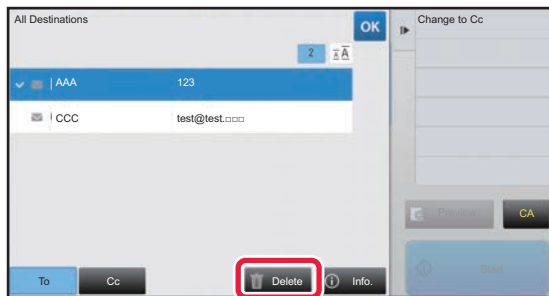 All Destinations
OK
Change to Cc
2 AA
AAA 123
CCC test@test.□□□
Preview CA
Start
To Cc Delete Info.